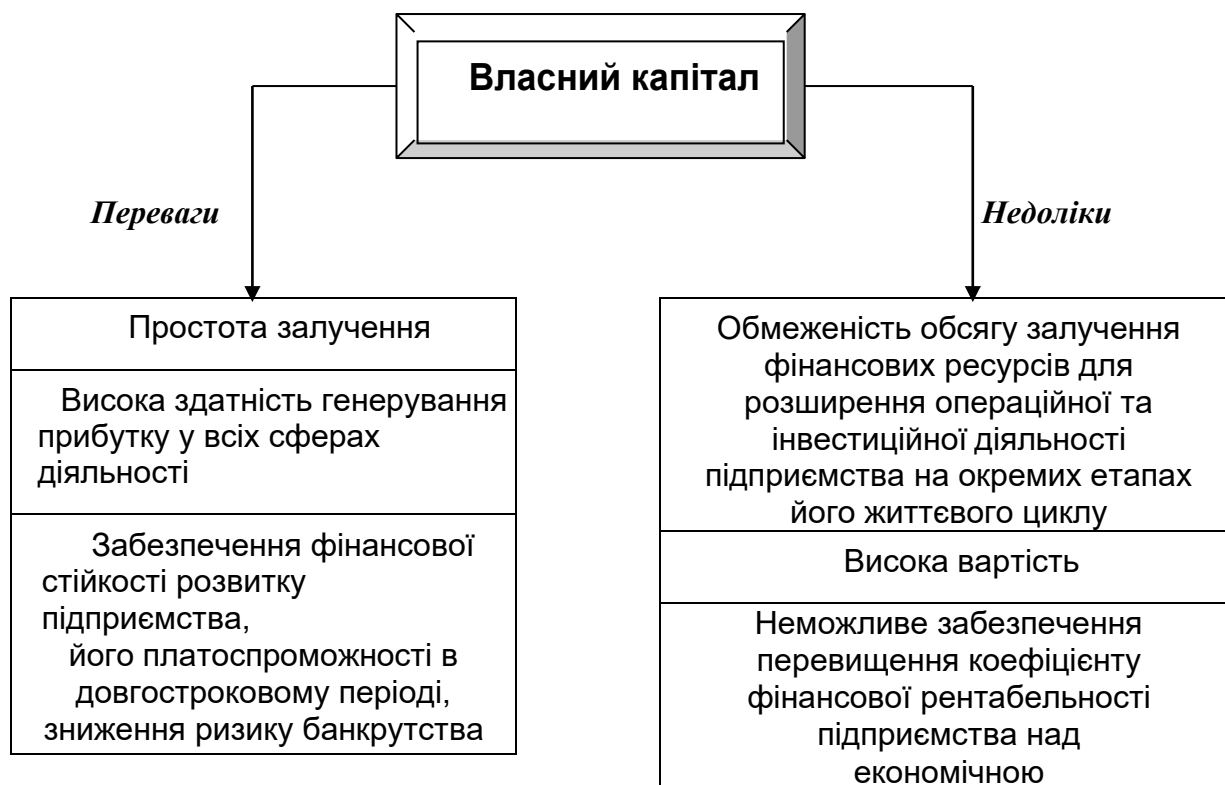 Власний капітал
Переваги
Недоліки
Простота залучення
Висока здатність генерування
прибутку у всіх сферах
діяльності
Забезпечення фінансової
стійкості розвитку
підприємства,
його платоспроможності в
довгостроковому періоді,
зниження ризику банкрутства
Обмеженість обсягу залучення
фінансових ресурсів для
розширення операційної та
інвестиційної діяльності
підприємства на окремих етапах
його життєвого циклу
Висока вартість
Неможливе забезпечення
перевищення коефіцієнту
фінансової рентабельності
підприємства над
економічною